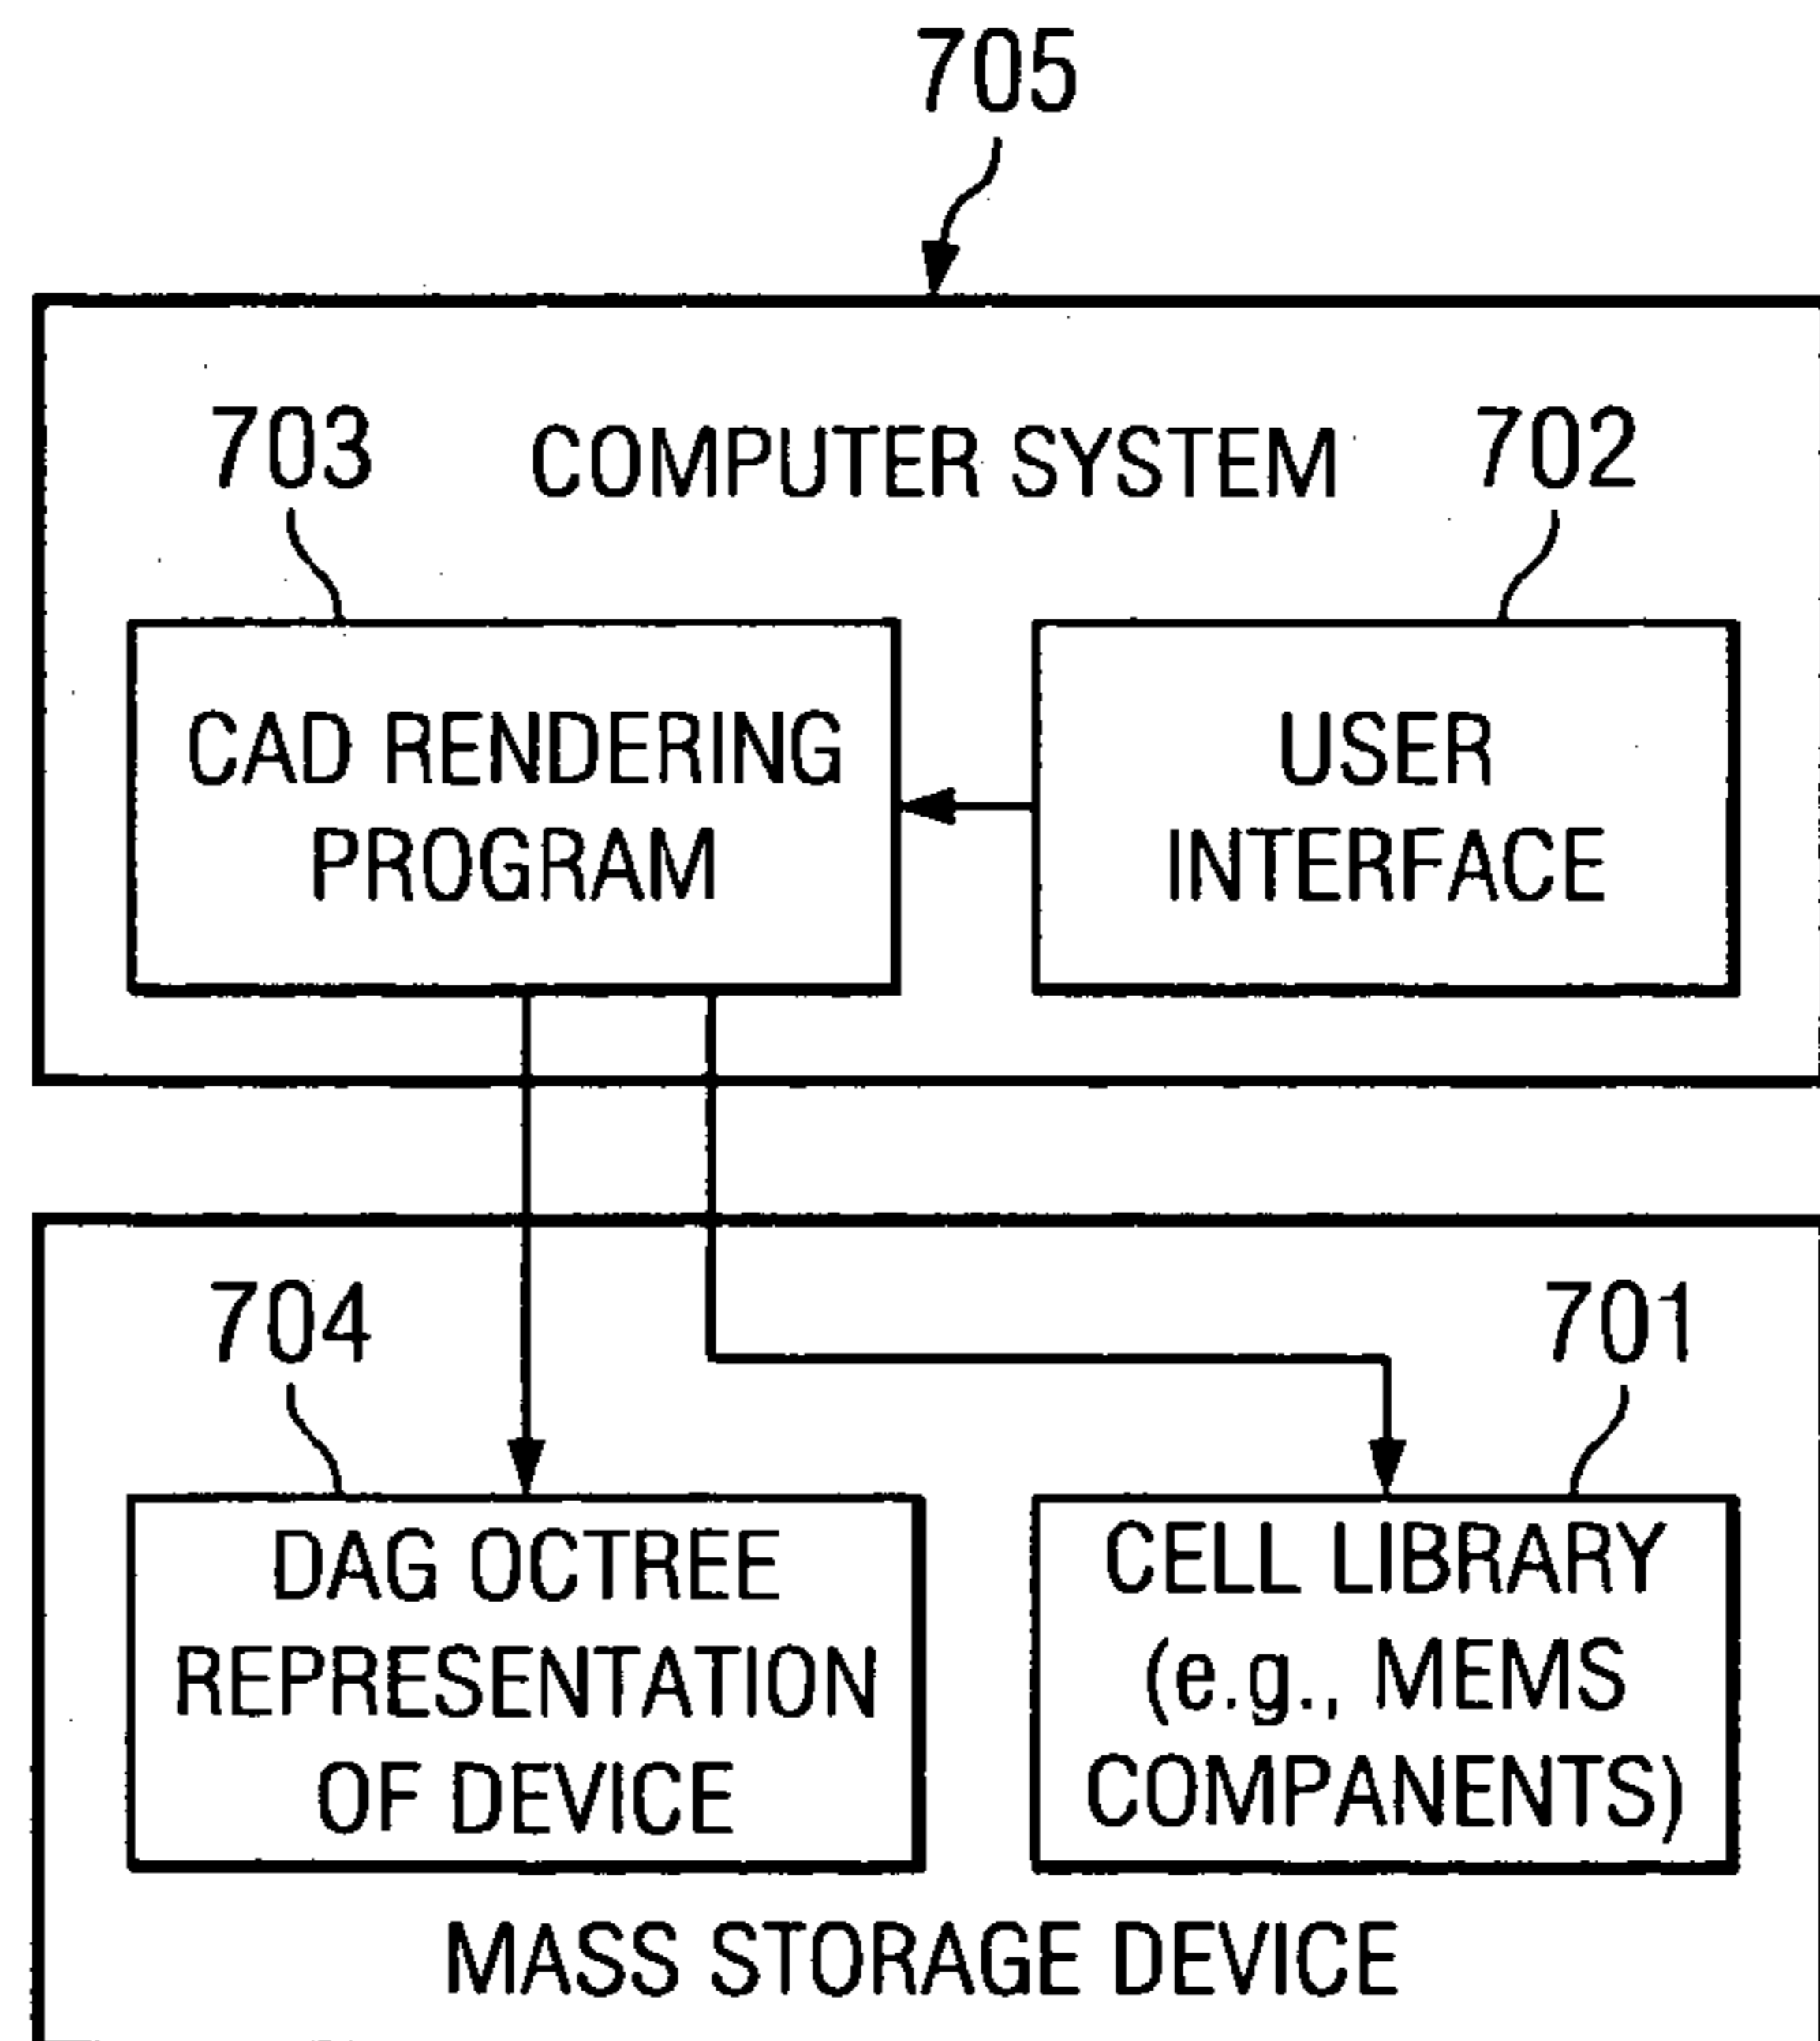 705
703
COMPUTER SYSTEM
702
CAD RENDERING
PROGRAM
USER
INTERFACE
704
701
DAG OCTREE
REPRESENTATION
OF DEVICE
CELL LIBRARY
(e.g., MEMS
COMPANENTS)
MASS STORAGE DEVICE